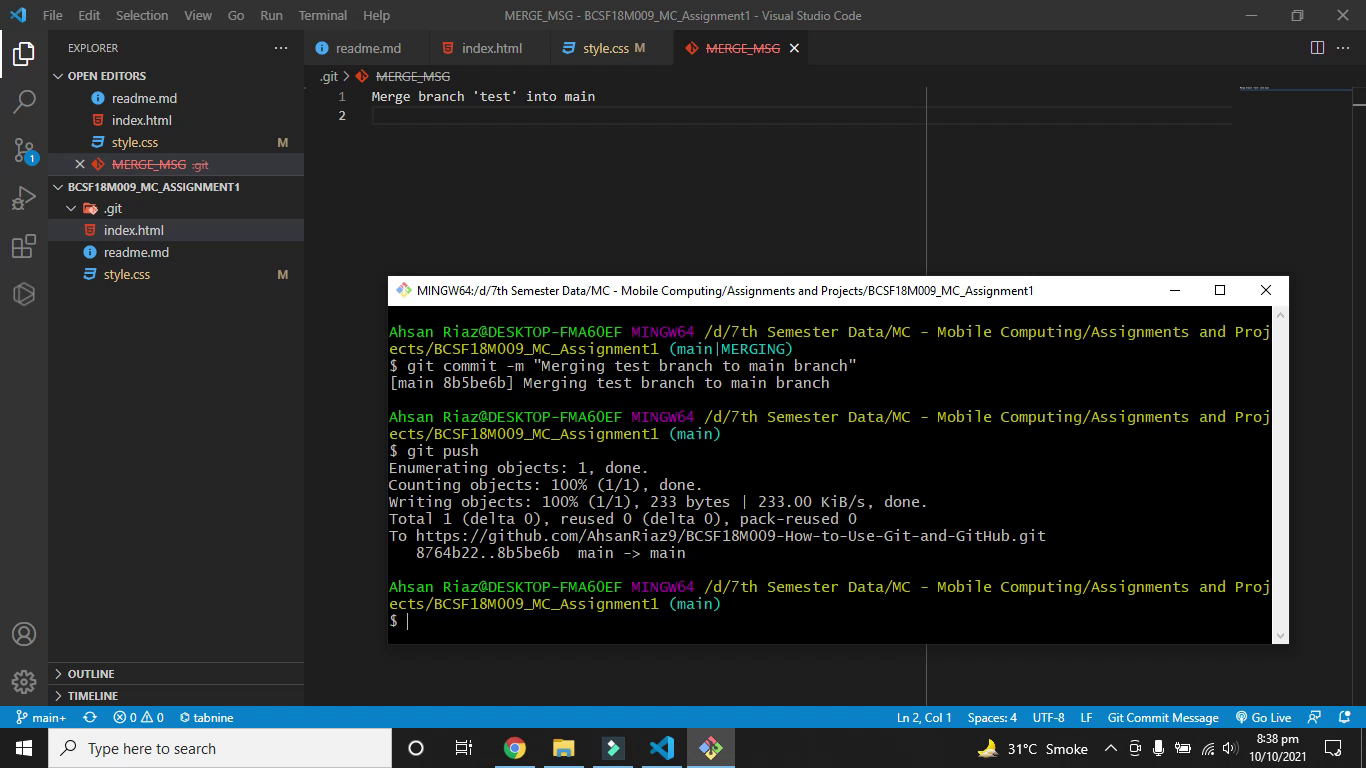 File Edit Selection View Go Run Terminal Help MERGE_MSG - BCSF18M009_MC_Assignment1 - Visual Studio Code
EXPLORER
readme.md index.html style.css M MERGE_MSG
OPEN EDITORS
readme.md
index.html
style.css M
MERGE_MSG .git
BCSF18M009_MC_ASSIGNMENT1
.git
index.html
readme.md
style.css M
OUTLINE
TIMELINE
.git > MERGE_MSG
1 Merge branch 'test' into main
2
1
MINGW64:/d/7th Semester Data/MC - Mobile Computing/Assignments and Projects/BCSF18M009_MC_Assignment1
Ahsan Riaz@DESKTOP-FMA6OEF MINGW64 /d/7th Semester Data/MC - Mobile Computing/Assignments and Proj
ects/BCSF18M009_MC_Assignment1 (main|MERGING)
$ git commit -m "Merging test branch to main branch"
[main 8b5be6b] Merging test branch to main branch
Ahsan Riaz@DESKTOP-FMA6OEF MINGW64 /d/7th Semester Data/MC - Mobile Computing/Assignments and Proj
ects/BCSF18M009_MC_Assignment1 (main)
$ git push
Enumerating objects: 1, done.
Counting objects: 100% (1/1), done.
Writing objects: 100% (1/1), 233 bytes | 233.00 KiB/s, done.
Total 1 (delta 0), reused 0 (delta 0), pack-reused 0
To https://github.com/AhsanRiaz9/BCSF18M009-How-to-Use-Git-and-GitHub.git
8764b22..8b5be6b main -> main
Ahsan Riaz@DESKTOP-FMA6OEF MINGW64 /d/7th Semester Data/MC - Mobile Computing/Assignments and Proj
ects/BCSF18M009_MC_Assignment1 (main)
$
main+ 0 0 tabnine Ln 2, Col 1 Spaces: 4 UTF-8 LF Git Commit Message Go Live
Type here to search 31°C Smoke 8:38 pm
10/10/2021